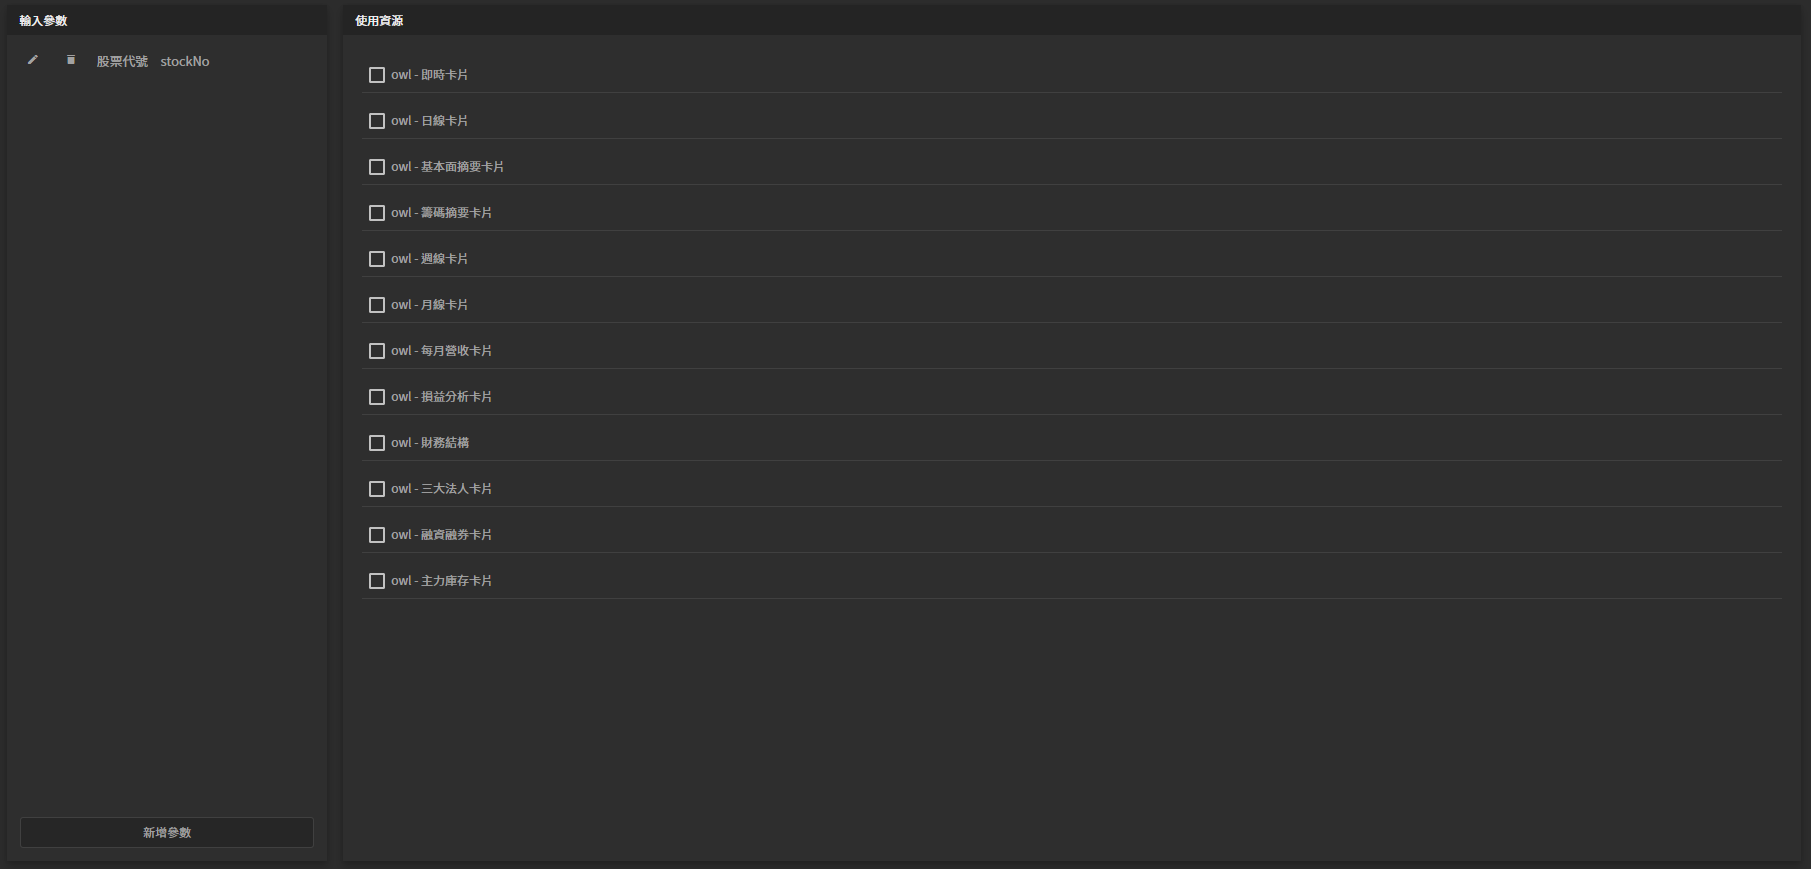 輸入參數
股票代號 stockNo
新增參數
使用資源
owl - 即時卡片
owl - 日線卡片
owl - 基本面摘要卡片
owl - 籌碼摘要卡片
owl - 週線卡片
owl - 月線卡片
owl - 每月營收卡片
owl - 損益分析卡片
owl - 財務結構
owl - 三大法人卡片
owl - 融資融券卡片
owl - 主力庫存卡片